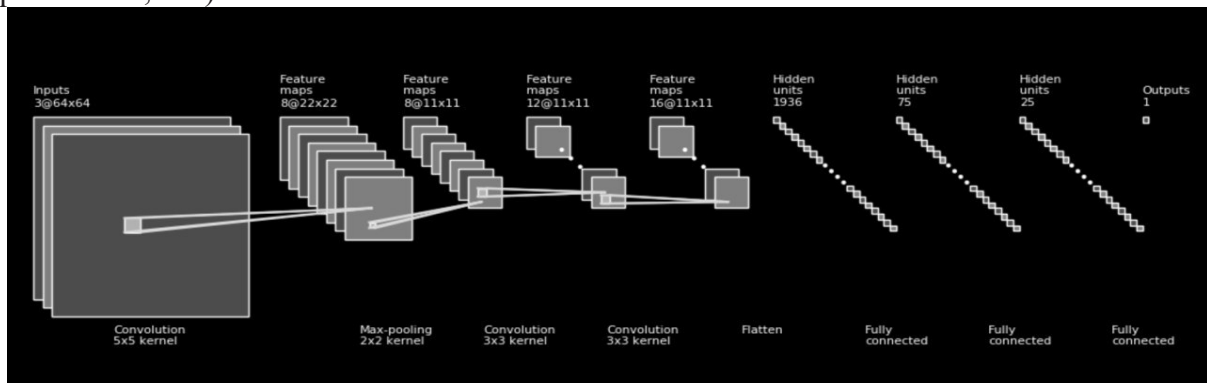 Inputs
3@64x64
Feature
maps
8@22x22
Feature
maps
8@11x11
Feature
maps
12@11x11
Feature
maps
16@11x11
Hidden
units
1936
Hidden
units
75
Hidden
units
25
Outputs
1
Convolution
5x5 kernel
Max-pooling
2x2 kernel
Convolution
3x3 kernel
Convolution
3x3 kernel
Flatten
Fully
connected
Fully
connected
Fully
connected